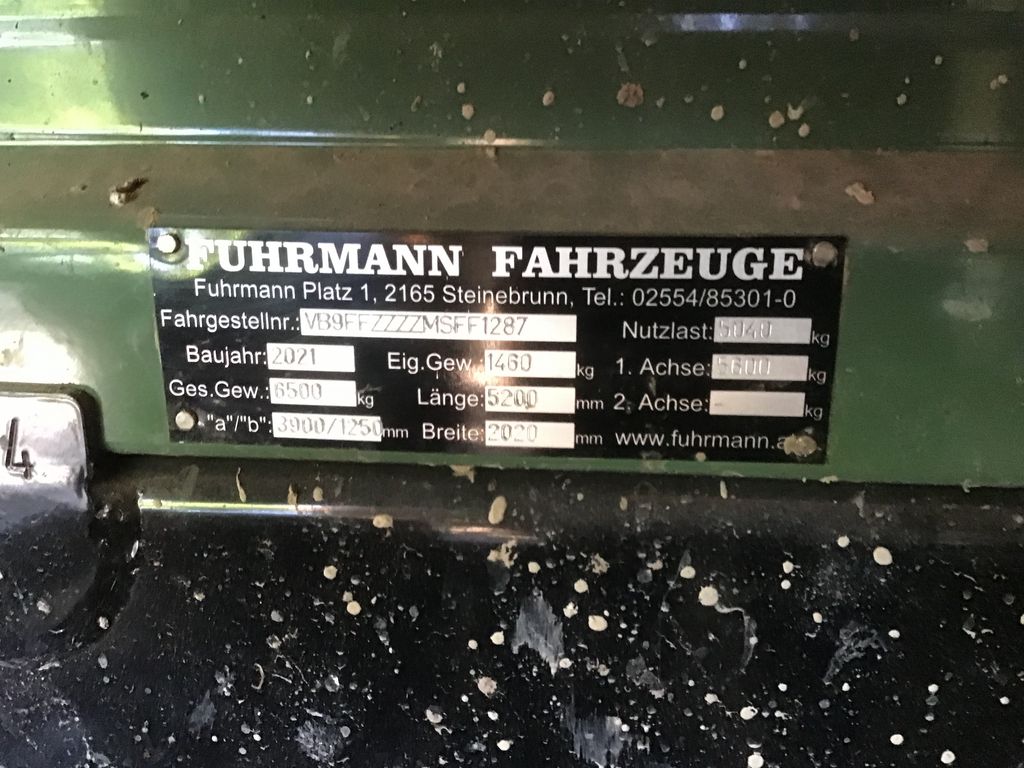 FUHRMANN FAHRZEUGE
Fuhrmann Platz 1, 2165 Steinebrunn, Tel.: 02554/85301-0
Fahrgestellnr.: VB9FFZZZZMSFF1287 Nutzlast: 5040 kg
Baujahr: 2021 Eig.Gew.: 1460 kg 1. Achse: 5600 kg
Ges.Gew.: 6500 kg Länge: 5200 mm 2. Achse: - kg
"a"/"b": 3900/1250 mm Breite: 2020 mm www.fuhrmann.a
4